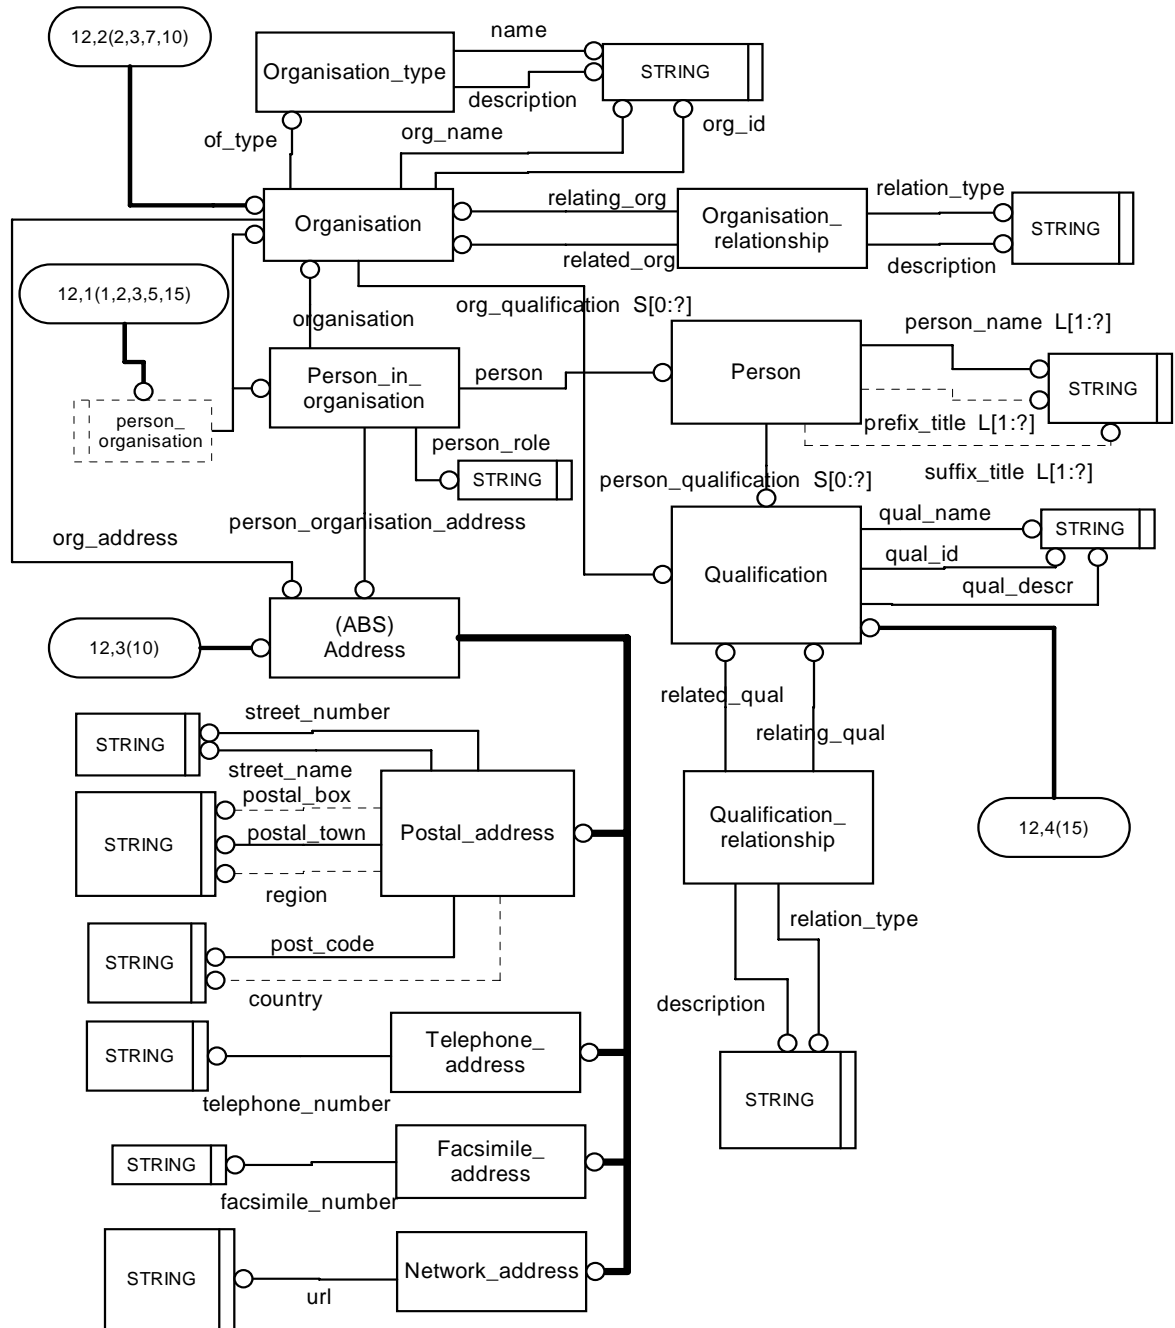 12,2(2,3,7,10)
name
Organisation_type
STRING
description
org_name
org_id
of_type
relating_org
relation_type
Organisation
Organisation_
relationship
STRING
related_org
description
12,1(1,2,3,5,15)
organisation
org_qualification S[0:?]
person_name L[1:?]
Person_in_
organisation
person
Person
STRING
person_
organisation
prefix_title L[1:?]
person_role
STRING
suffix_title L[1:?]
person_qualification S[0:?]
person_organisation_address
org_address
qual_name
STRING
qual_id
Qualification
qual_descr
(ABS)
Address
12,3(10)
related_qual
relating_qual
street_number
STRING
street_name
postal_box
STRING
postal_town
Postal_address
region
Qualification_
relationship
12,4(15)
relation_type
post_code
STRING
country
description
Telephone_
address
STRING
telephone_number
STRING
Facsimile_
address
STRING
facsimile_number
Network_address
STRING
url